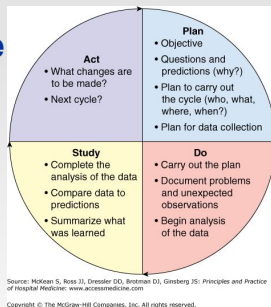 e
Act
• What changes are
to be made?
• Next cycle?
Plan
• Objective
• Questions and
predictions (why?)
• Plan to carry out
the cycle (who, what,
where, when?)
• Plan for data collection
Study
• Complete the
analysis of the data
• Compare data to
predictions
• Summarize what
was learned
Do
• Carry out the plan
• Document problems
and unexpected
observations
• Begin analysis
of the data
Source: McKean S, Ross JJ, Dressler DD, Brotman DJ, Ginsberg JS: Principles and Practice
of Hospital Medicine: www.accessmedicine.com
Copyright © The McGraw-Hill Companies, Inc. All rights reserved.